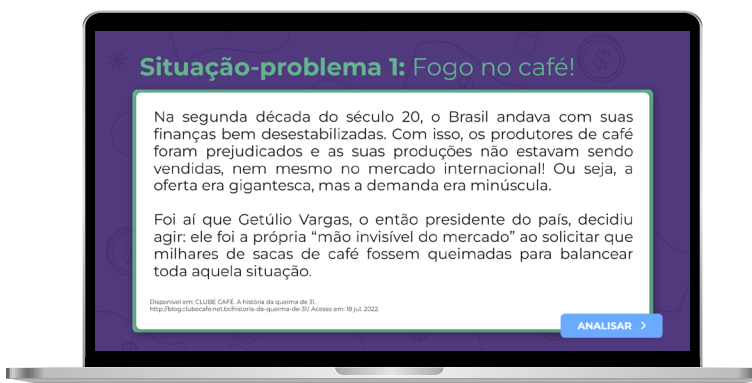 Situação-problema 1: Fogo no café!
Na segunda década do século 20, o Brasil andava com suas
finanças bem desestabilizadas. Com isso, os produtores de café
foram prejudicados e as suas produções não estavam sendo
vendidas, nem mesmo no mercado internacional! Ou seja, a
oferta era gigantesca, mas a demanda era minúscula.
Foi aí que Getúlio Vargas, o então presidente do país, decidiu
agir: ele foi a própria “mão invisível do mercado” ao solicitar que
milhares de sacas de café fossem queimadas para balancear
toda aquela situação.
Disponível em: CLUBE CAFÉ. A história da queima de 31.
http://blog.clubecafe.net.br/historia-da-queima-de-31/. Acesso em: 18 jul. 2022.
ANALISAR